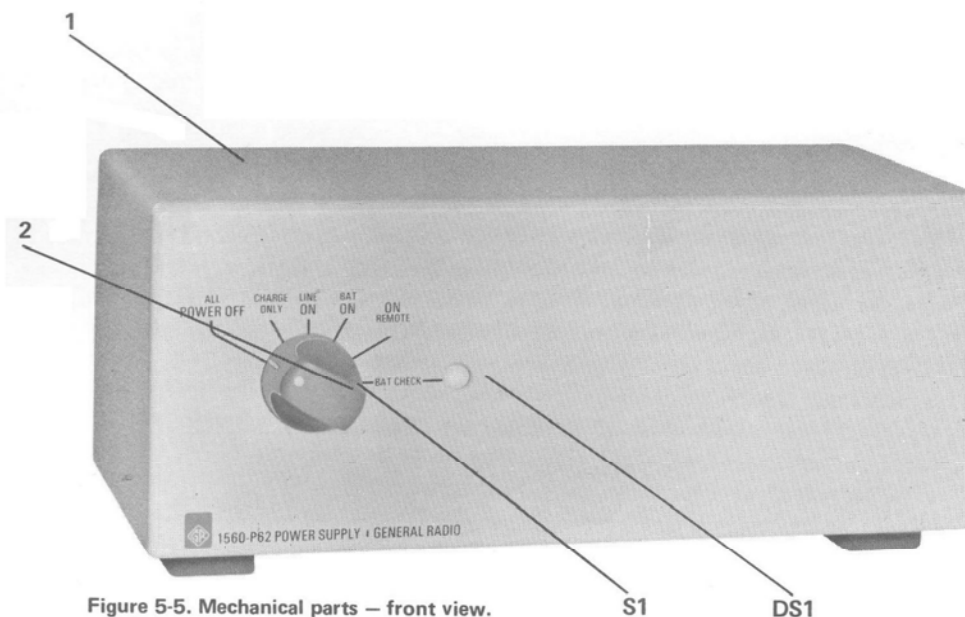 1
2
ALL
POWER OFF
CHARGE
ONLY
LINE
ON
BAT
ON
ON
REMOTE
BAT CHECK
1560-P62 POWER SUPPLY GENERAL RADIO
Figure 5-5. Mechanical parts — front view.
S1
DS1